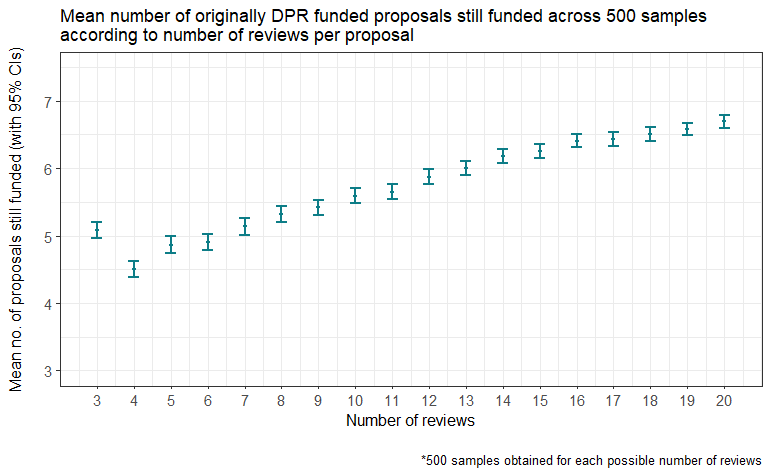 Mean number of originally DPR funded proposals still funded across 500 samples
according to number of reviews per proposal
Mean no. of proposals still funded (with 95% CIs)
7
6
5
4
3
3 4 5 6 7 8 9 10 11 12 13 14 15 16 17 18 19 20
Number of reviews
*500 samples obtained for each possible number of reviews